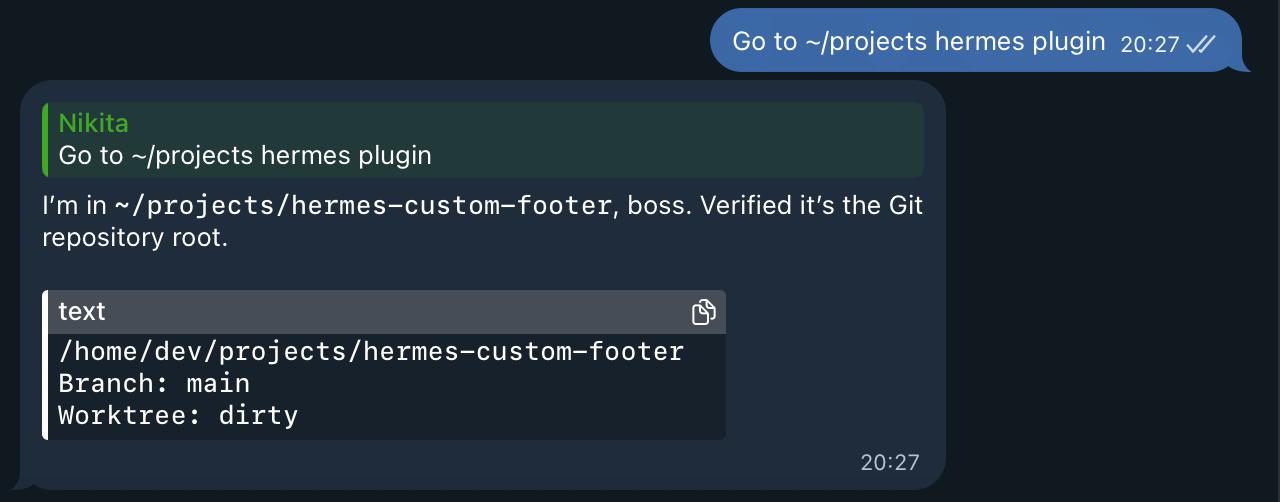 Go to ~/projects hermes plugin 20:27
Nikita
Go to ~/projects hermes plugin
I’m in ~/projects/hermes-custom-footer, boss. Verified it’s the Git
repository root.
text
/home/dev/projects/hermes-custom-footer
Branch: main
Worktree: dirty
20:27